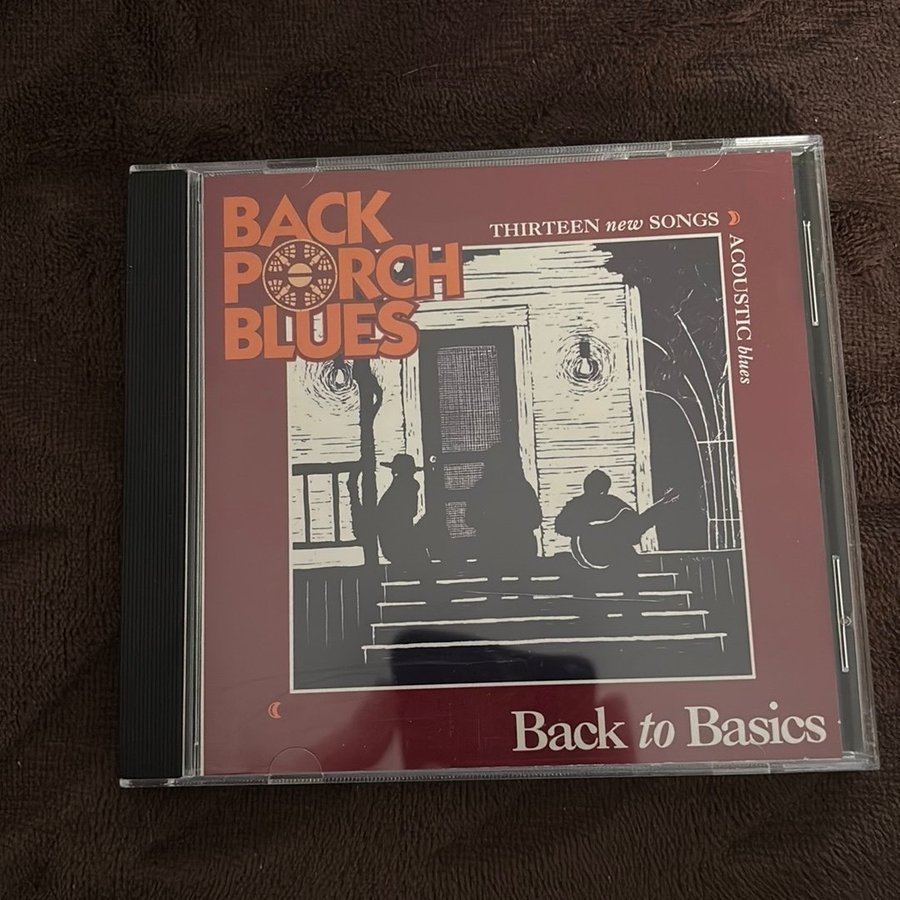 BACK
PORCH
BLUES
THIRTEEN new SONGS
ACOUSTIC blues
Back to Basics